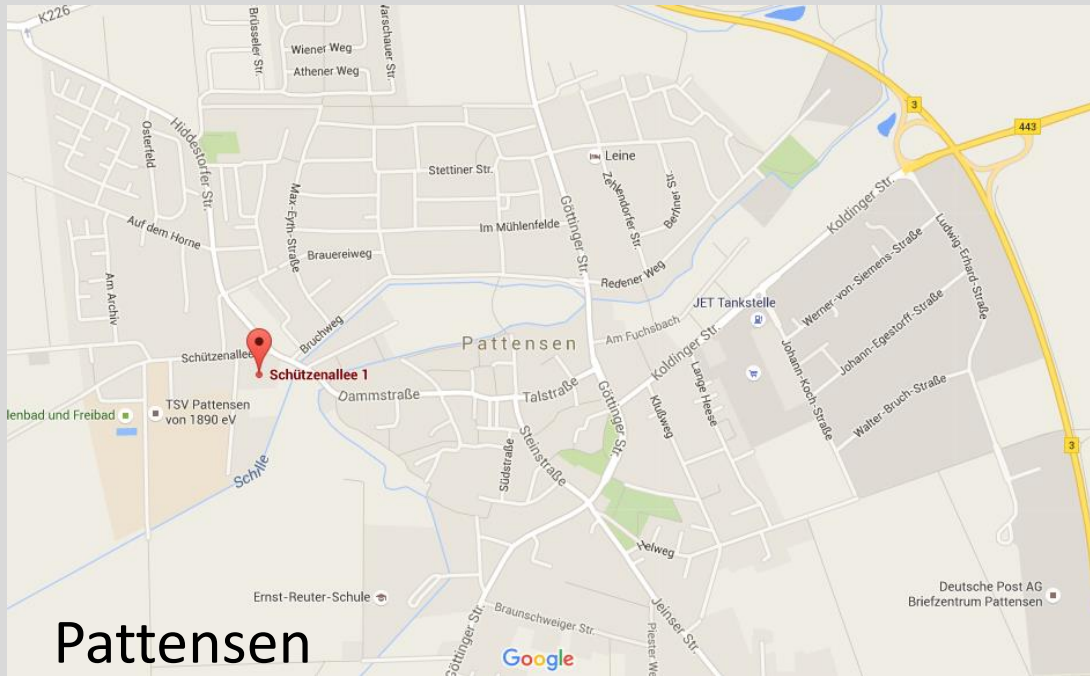 K226
Brüsseler Str.
Warschauer Str.
Wiener Weg
Athener Weg
3
443
Osterfeld
Hiddestorfer Str.
Stettiner Str.
Leine
Zehlendorfer Str.
Berliner Str.
Göttinger Str.
Koldinger Str.
Max-Eyth-Straße
Im Mühlenfelde
Auf dem Horne
Brauereiweg
Ludwig-Erhard-Straße
Werner-von-Siemens-Straße
Am Archiv
Redener Weg
JET Tankstelle
Johann-Egestorff-Straße
Bruchweg
Am Fuchsbach
Pattensen
Koldinger Str.
Schützenallee
Schützenallee 1
Johann-Koch-Straße
Dammstraße
Talstraße
Göttinger Str.
Klußweg
Lange Heese
Walter-Bruch-Straße
lenbad und Freibad
TSV Pattensen
von 1890 eV
Steinstraße
Südstraße
3
Schille
Helweg
Ernst-Reuter-Schule
Deutsche Post AG
Briefzentrum Pattensen
Braunschweiger Str.
Jeinser Str.
Piester We
Göttinger Str.
Pattensen
Google